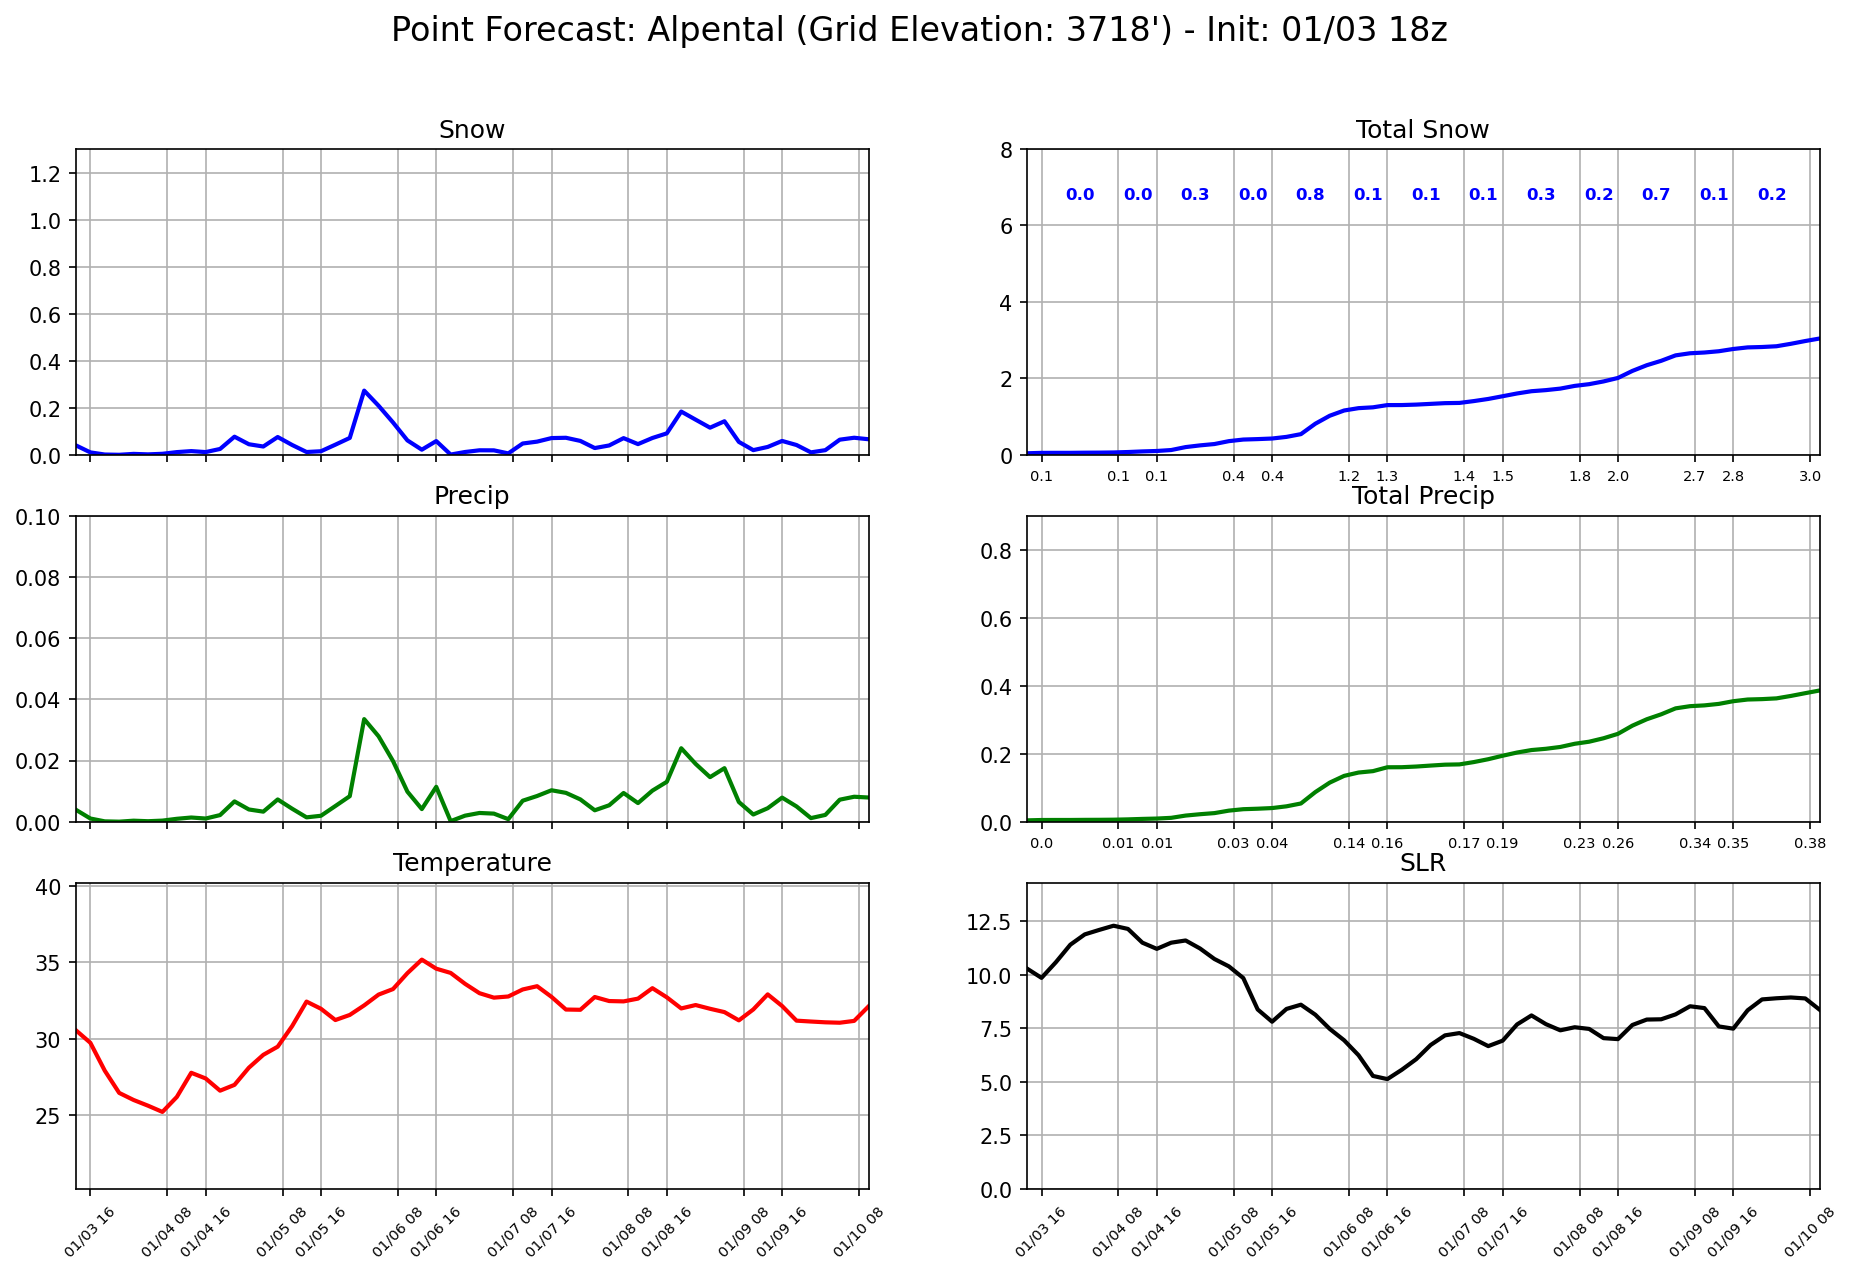 Point Forecast: Alpental (Grid Elevation: 3718') - Init: 01/03 18z
Snow
1.2
1.0
0.8
0.6
0.4
0.2
0.0
Total Snow
8
6
4
2
0
0.0 0.0 0.3 0.0 0.8 0.1 0.1 0.1 0.3 0.2 0.7 0.1 0.2
0.1 0.1 0.1 0.4 0.4 1.2 1.3 1.4 1.5 1.8 2.0 2.7 2.8 3.0
Precip
0.10
0.08
0.06
0.04
0.02
0.00
Total Precip
0.8
0.6
0.4
0.2
0.0
0.0 0.01 0.01 0.03 0.04 0.14 0.16 0.17 0.19 0.23 0.26 0.34 0.35 0.38
Temperature
40
35
30
25
01/03 16 01/04 08 01/04 16 01/05 08 01/05 16 01/06 08 01/06 16 01/07 08 01/07 16 01/08 08 01/08 16 01/09 08 01/09 16 01/10 08
SLR
12.5
10.0
7.5
5.0
2.5
0.0
01/03 16 01/04 08 01/04 16 01/05 08 01/05 16 01/06 08 01/06 16 01/07 08 01/07 16 01/08 08 01/08 16 01/09 08 01/09 16 01/10 08